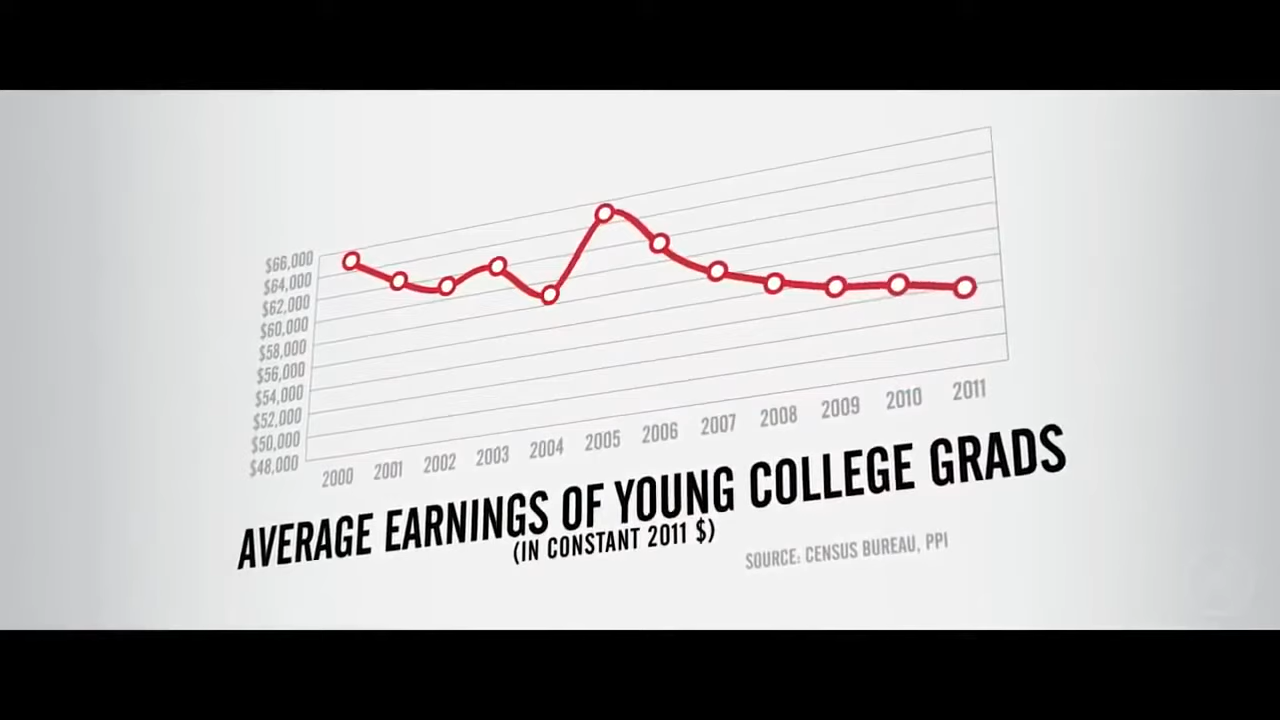 $66,000
$64,000
$62,000
$60,000
$58,000
$56,000
$54,000
$52,000
$50,000
$48,000
2000 2001 2002 2003 2004 2005 2006 2007 2008 2009 2010 2011
AVERAGE EARNINGS OF YOUNG COLLEGE GRADS
(IN CONSTANT 2011 $)
SOURCE: CENSUS BUREAU, PPI